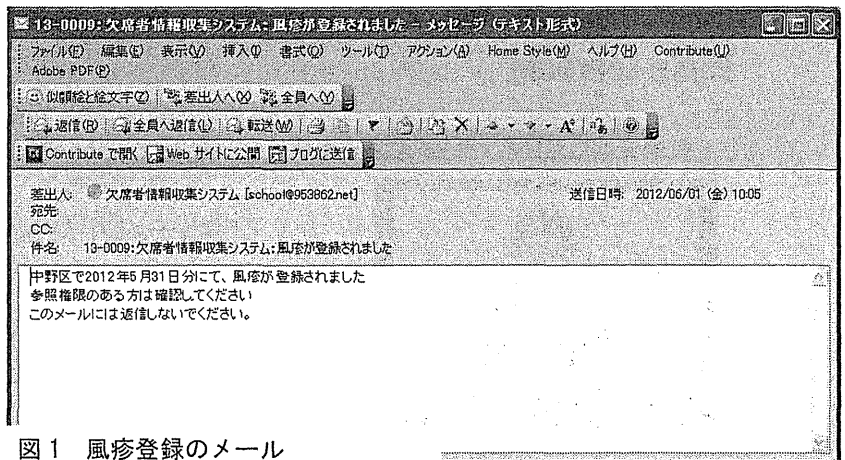 13-0009:欠席者情報収集システム:風疹が登録されました - メッセージ (テキスト形式)
ファイル(F) 編集(E) 表示(V) 挿入(I) 書式(O) ツール(T) アクション(A) Home Style(M) ヘルプ(H) Contribute(U)
Adobe PDF(P)
似顔絵と絵文字(Z) 差出人へ(X) 全員へ(Y)
返信(R) 全員へ返信(L) 転送(W)
Contribute で開く Web サイトに公開 ブログに送信
差出人: 欠席者情報収集システム [school@953862.net] 送信日時: 2012/06/01 (金) 10:05
宛先:
CC:
件名: 13-0009:欠席者情報収集システム:風疹が登録されました
中野区で2012年5月31日分にて、風疹が登録されました
参照権限のある方は確認してください
このメールには返信しないでください。
図1 風疹登録のメール